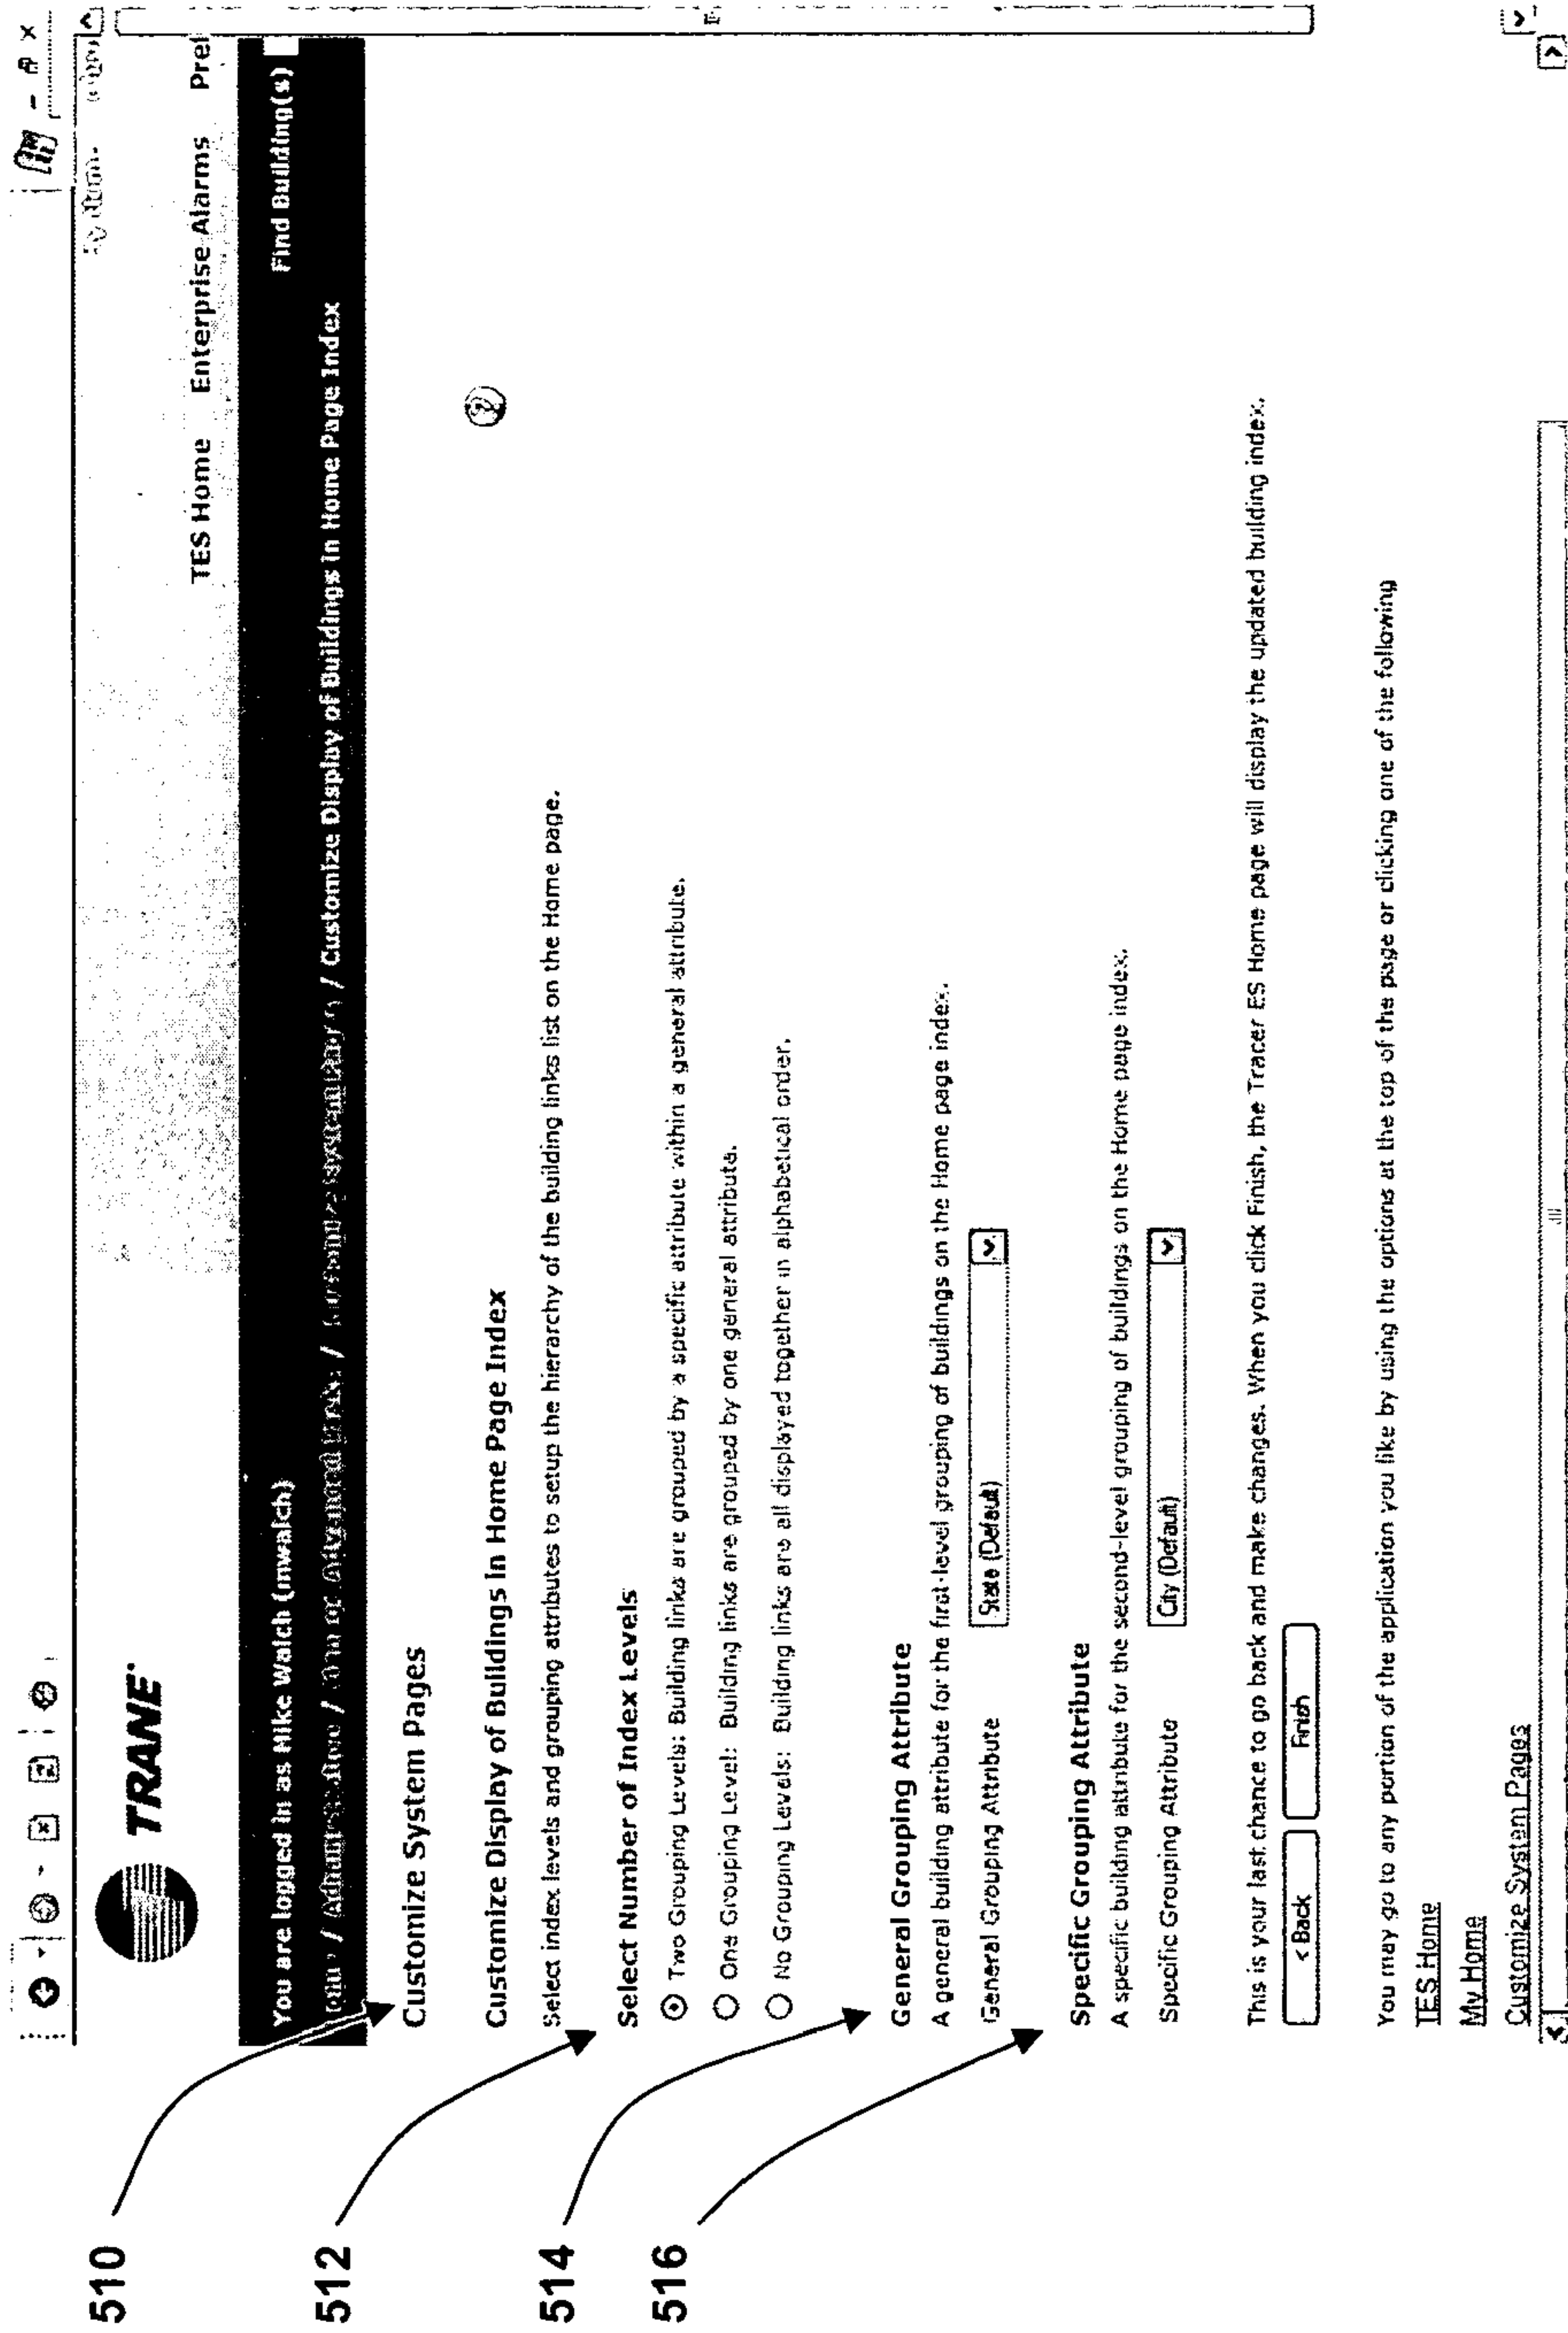 TRANE
TES Home Enterprise Alarms Pref
You are logged in as Mike Walch (mwalch) Find Building(s)
/ Customize Display of Buildings in Home Page Index
510
Customize System Pages
Customize Display of Buildings in Home Page Index
Select index levels and grouping attributes to setup the hierarchy of the building links list on the Home page.
512
Select Number of Index Levels
Two Grouping Levels: Building links are grouped by a specific attribute within a general attribute.
One Grouping Level: Building links are grouped by one general attribute.
No Grouping Levels: Building links are all displayed together in alphabetical order.
514
General Grouping Attribute
A general building attribute for the first-level grouping of buildings on the Home page index.
General Grouping Attribute State (Default)
516
Specific Grouping Attribute
A specific building attribute for the second-level grouping of buildings on the Home page index.
Specific Grouping Attribute City (Default)
This is your last chance to go back and make changes. When you click Finish, the Tracer ES Home page will display the updated building index.
< Back Finish
You may go to any portion of the application you like by using the options at the top of the page or clicking one of the following
TES Home
My Home
Customize System Pages